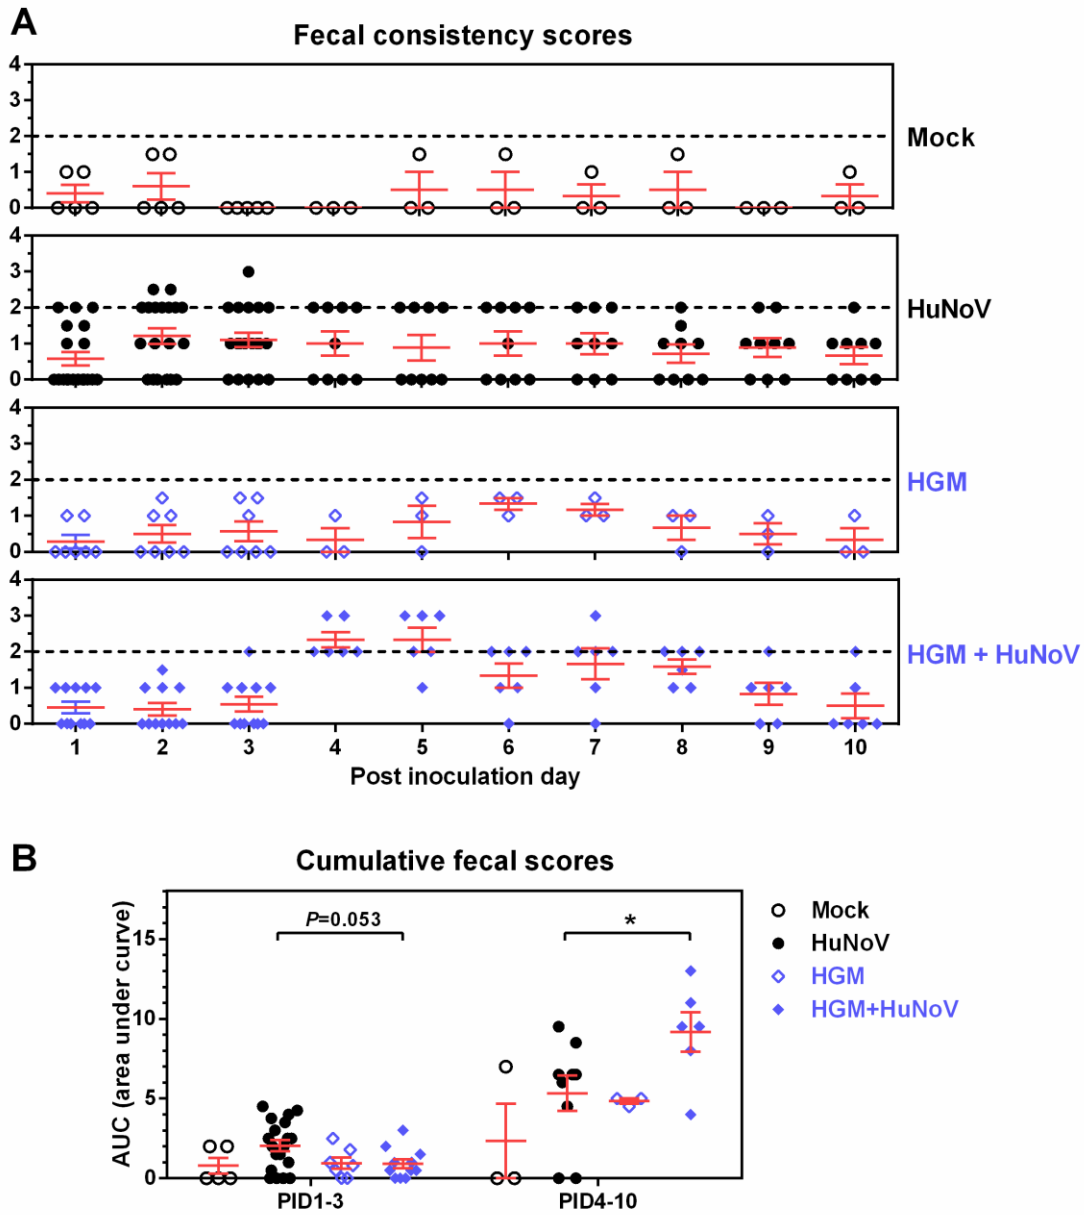 A
Fecal consistency scores
4
3
2
1
0
Mock
4
3
2
1
0
HuNoV
4
3
2
1
0
HGM
4
3
2
1
0
HGM + HuNoV
1 2 3 4 5 6 7 8 9 10
Post inoculation day
B
Cumulative fecal scores
AUC (area under curve)
15
10
5
0
P=0.053
*
PID1-3 PID4-10
Mock
HuNoV
HGM
HGM+HuNoV